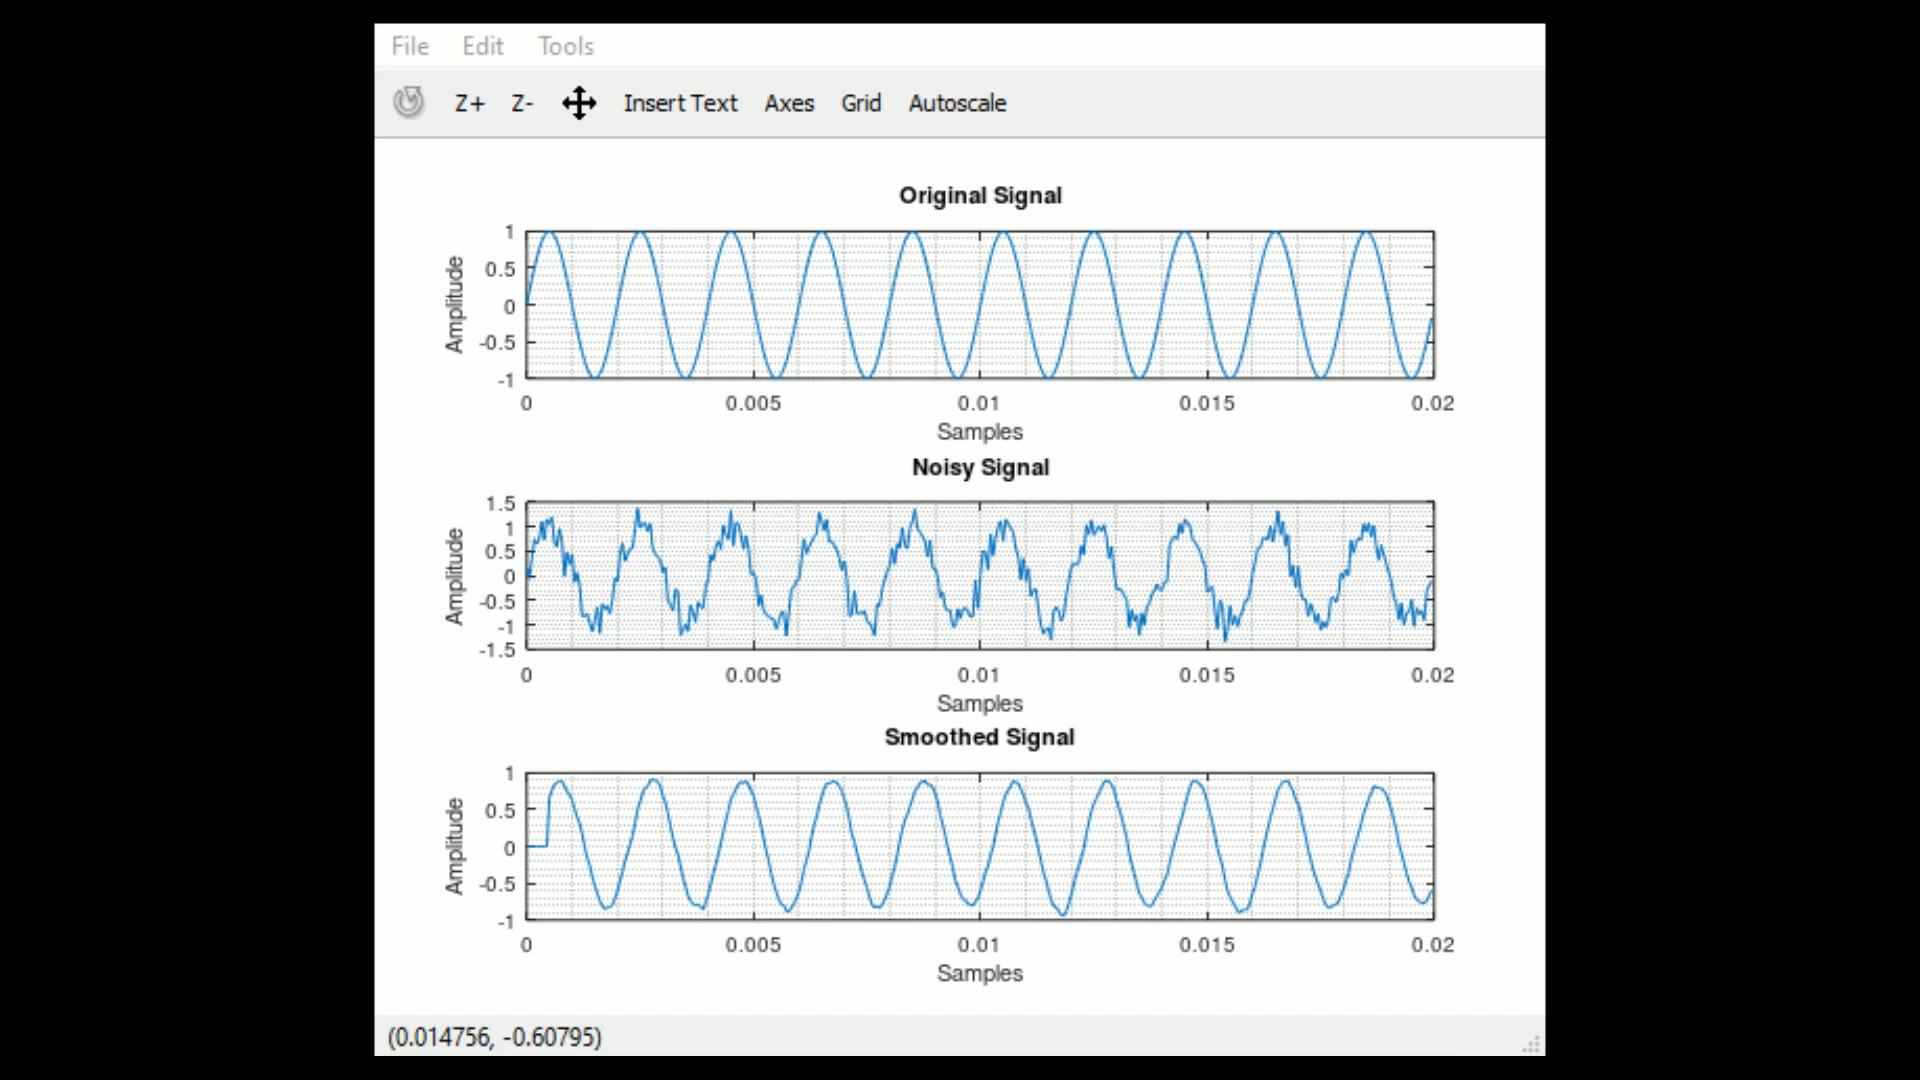 File Edit Tools
Z+ Z- Insert Text Axes Grid Autoscale
Original Signal
1
0.5
0
-0.5
-1
Amplitude
0 0.005 0.01 0.015 0.02
Samples
Noisy Signal
1.5
1
0.5
0
-0.5
-1
-1.5
Amplitude
0 0.005 0.01 0.015 0.02
Samples
Smoothed Signal
1
0.5
0
-0.5
-1
Amplitude
0 0.005 0.01 0.015 0.02
Samples
(0.014756, -0.60795)